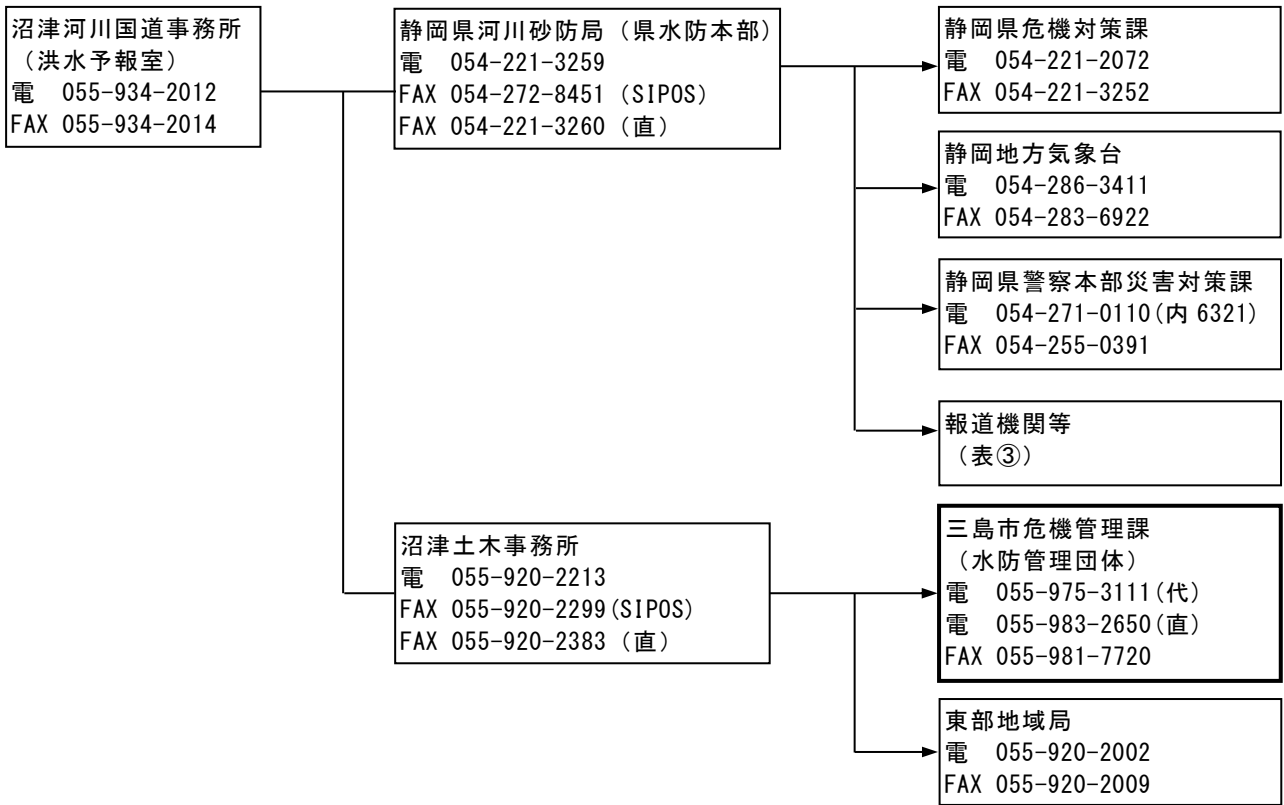 沼津河川国道事務所
（洪水予報室）
電　055-934-2012
FAX 055-934-2014
静岡県河川砂防局（県水防本部）
電　054-221-3259
FAX 054-272-8451（SIPOS）
FAX 054-221-3260（直）
静岡県危機対策課
電　054-221-2072
FAX 054-221-3252
静岡地方気象台
電　054-286-3411
FAX 054-283-6922
静岡県警察本部災害対策課
電　054-271-0110(内 6321)
FAX 054-255-0391
報道機関等
（表③）
沼津土木事務所
電　055-920-2213
FAX 055-920-2299(SIPOS)
FAX 055-920-2383（直）
三島市危機管理課
（水防管理団体）
電　055-975-3111(代)
電　055-983-2650(直)
FAX 055-981-7720
東部地域局
電　055-920-2002
FAX 055-920-2009